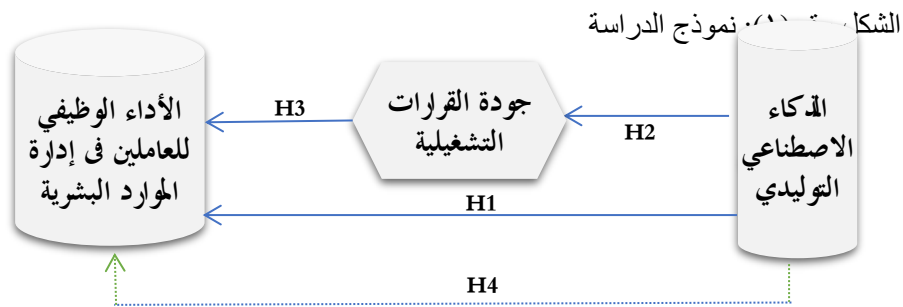 الشكل (١): نموذج الدراسة
الذكاء
الاصطناعي
التوليدي
جودة القرارات
التشغيلية
الأداء الوظيفي
للعاملين فى إدارة
الموارد البشرية
H2
H3
H1
H4